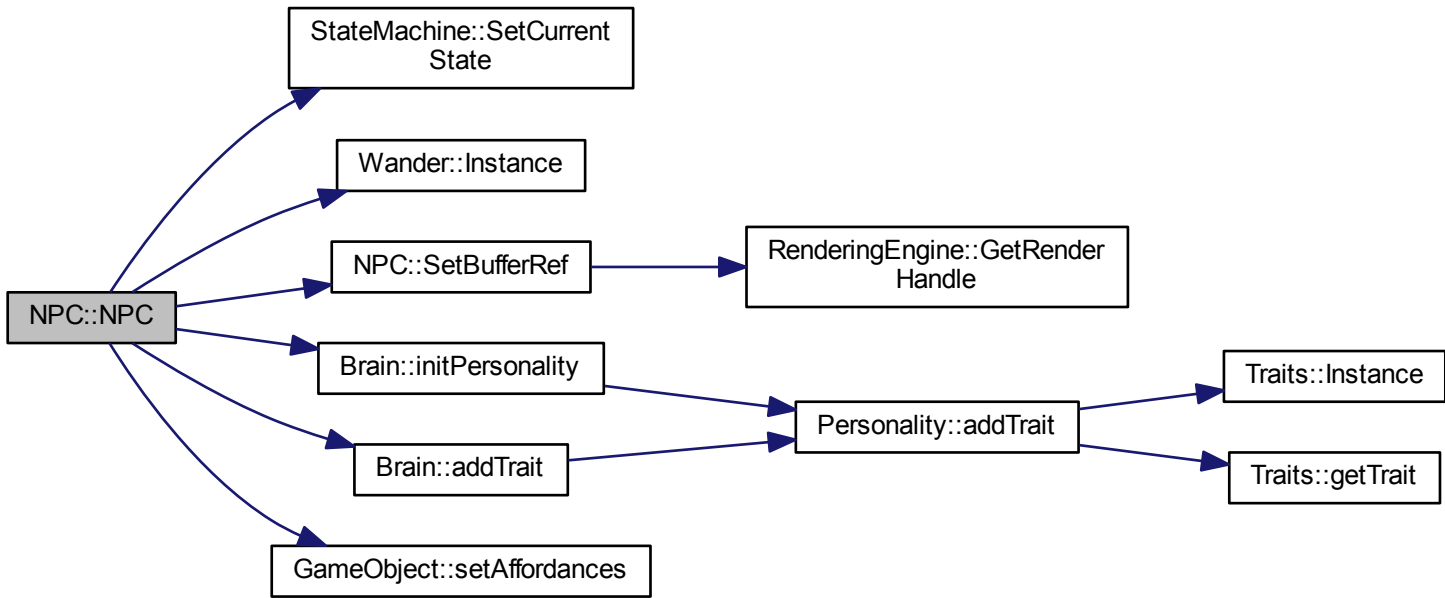 StateMachine::SetCurrent
State
Wander::Instance
NPC::SetBufferRef
RenderingEngine::GetRender
Handle
NPC::NPC
Brain::initPersonality
Traits::Instance
Personality::addTrait
Brain::addTrait
Traits::getTrait
GameObject::setAffordances